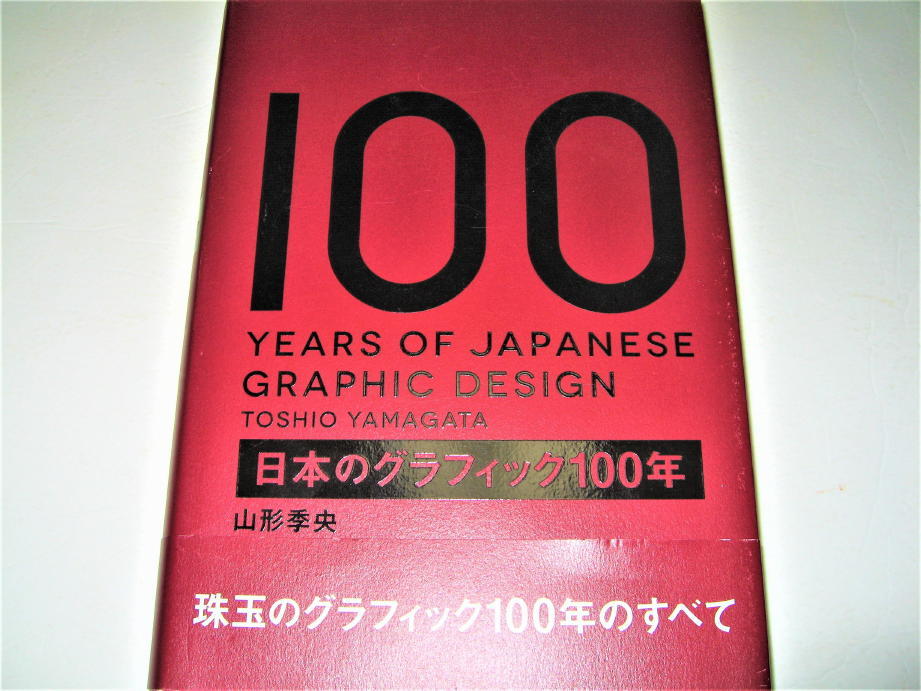 100
YEARS OF JAPANESE
GRAPHIC DESIGN
TOSHIO YAMAGATA
日本のグラフィック100年
山形季央
珠玉のグラフィック100年のすべて